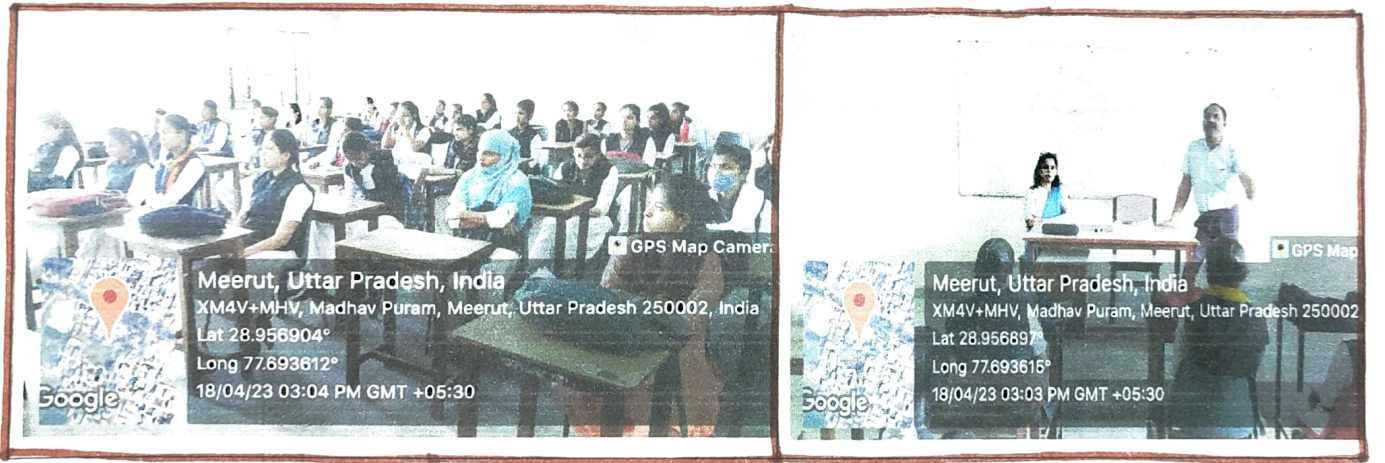 GPS Map Camer
Meerut, Uttar Pradesh, India
XM4V+MHV, Madhav Puram, Meerut, Uttar Pradesh 250002, India
Lat 28.956904°
Long 77.693612°
18/04/23 03:04 PM GMT +05:30
Google
GPS Map
Meerut, Uttar Pradesh, India
XM4V+MHV, Madhav Puram, Meerut, Uttar Pradesh 250002
Lat 28.956897°
Long 77.693615°
18/04/23 03:03 PM GMT +05:30
Google